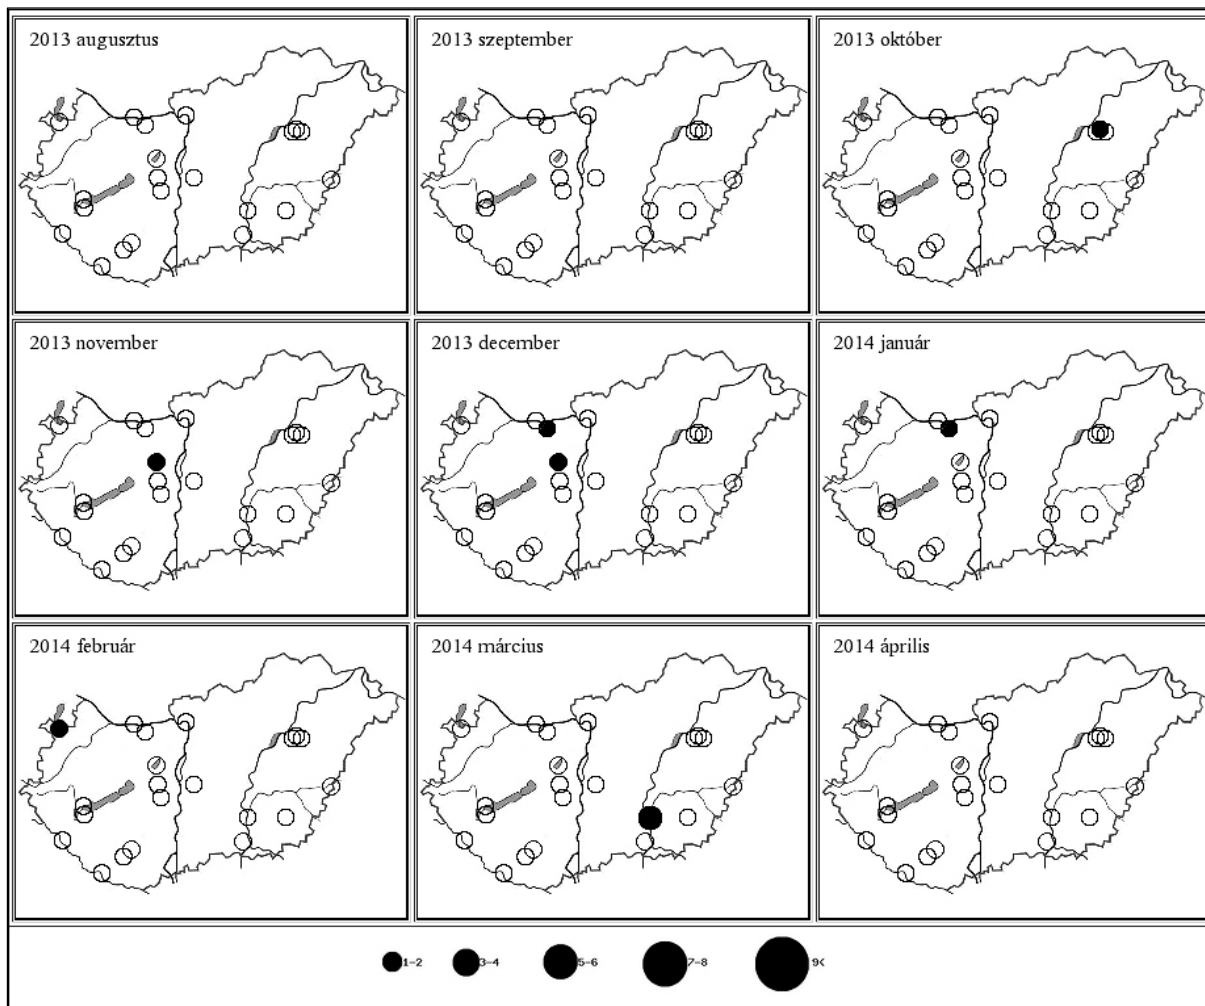 2013 augusztus
2013 szeptember
2013 október
2013 november
2013 december
2014 január
2014 február
2014 március
2014 április
1-2 3-4 5-6 7-8 9<